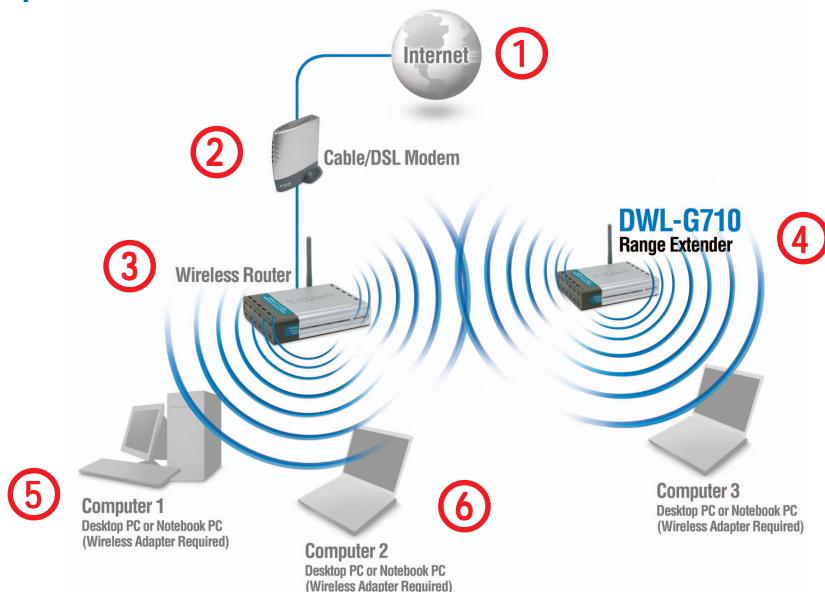 Internet
1
2
Cable/DSL Modem
DWL-G710
Range Extender
4
3
Wireless Router
5
Computer 1
Desktop PC or Notebook PC
(Wireless Adapter Required)
6
Computer 2
Desktop PC or Notebook PC
(Wireless Adapter Required)
Computer 3
Desktop PC or Notebook PC
(Wireless Adapter Required)